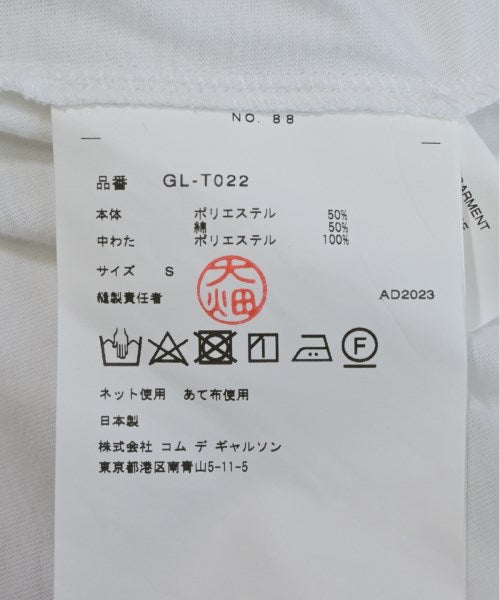 NO. 88
品番 GL-T022
本体 ポリエステル 50%
綿 50%
中わた ポリエステル 100%
サイズ S
縫製責任者 大畑 AD2023
F
ネット使用 あて布使用
日本製
株式会社 コム デ ギャルソン
東京都港区南青山5-11-5
GARMENT